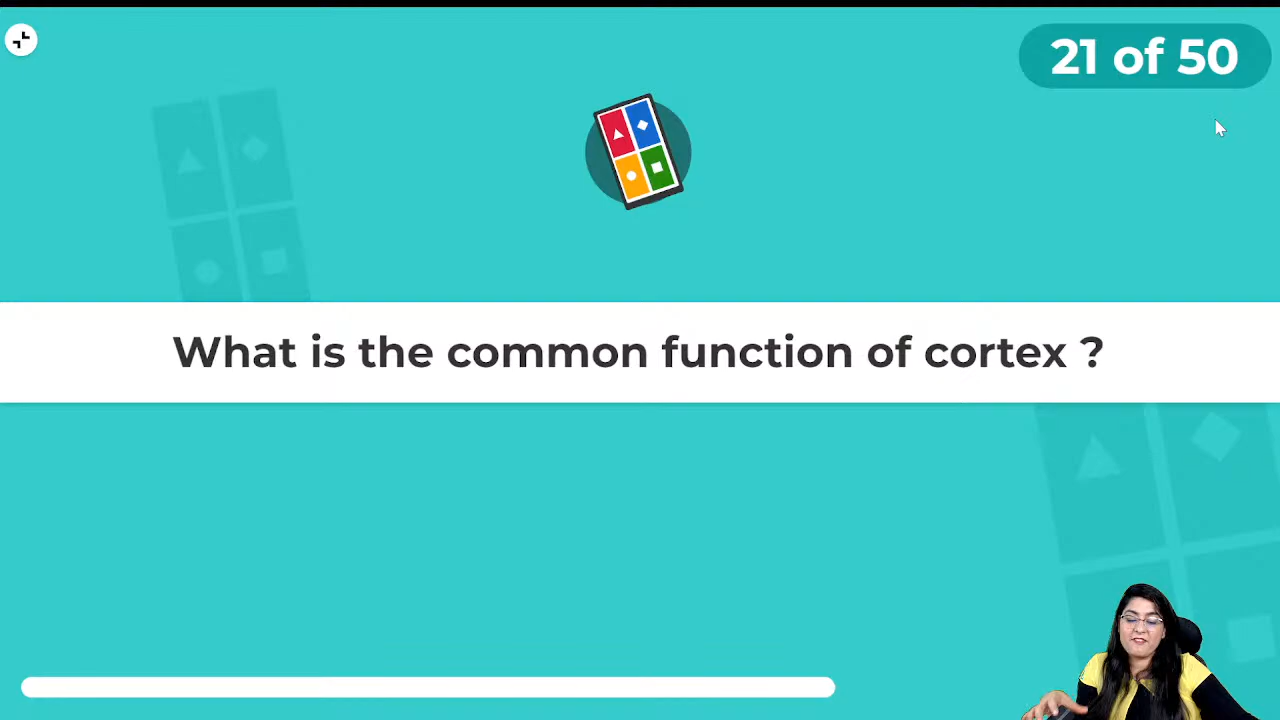 21 of 50
What is the common function of cortex ?